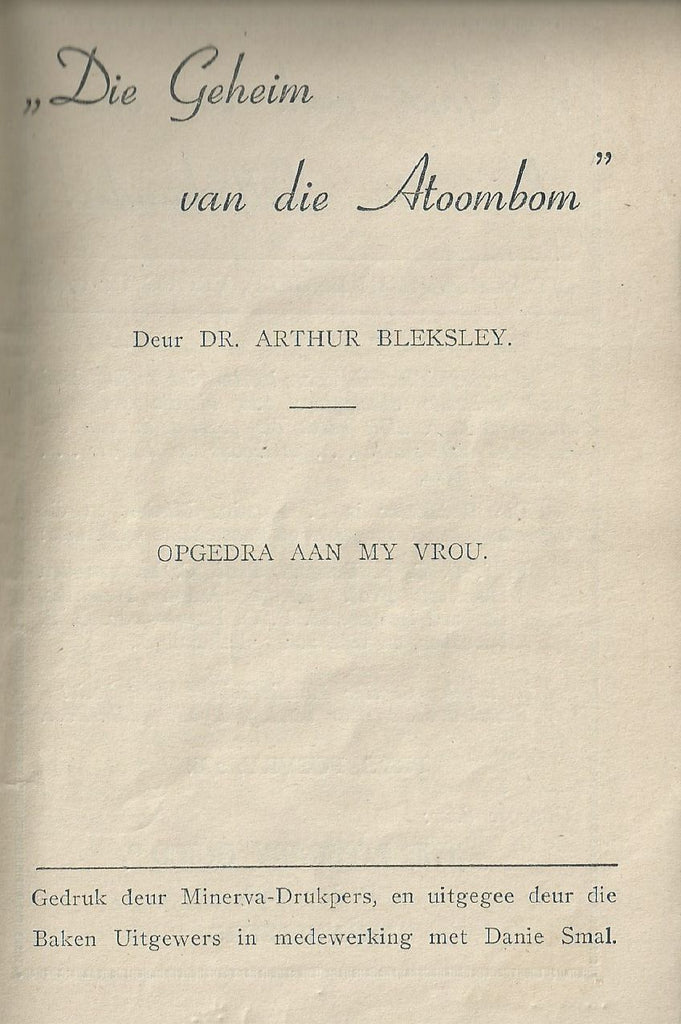 „Die Geheim
van die Atoombom”
Deur DR. ARTHUR BLEKSLEY.
OPGEDRA AAN MY VROU.
Gedruk deur Minerva-Drukpers, en uitgegee deur die
Baken Uitgewers in medewerking met Danie Smal.